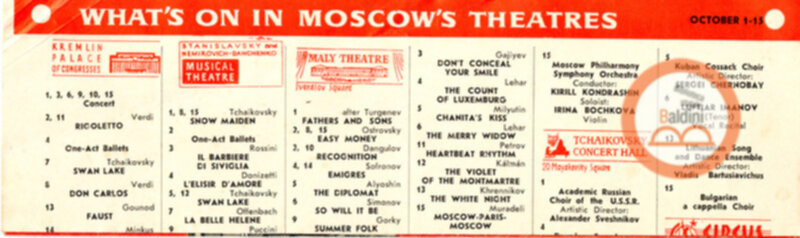 WHAT'S ON IN MOSCOW'S THEATRES
OCTOBER 1-15
KREMLIN
PALACE
OF CONGRESSES
1, 3, 6, 9, 10, 15
Concert
2, 11 Verdi
RIGOLETTO
4
One-Act Ballets
7 Tchaikovsky
SWAN LAKE
8 Verdi
DON CARLOS
13 Gounod
FAUST
14 Minkus
STANISLAVSKY AND
NEMIROVICH-DANCHENKO
MUSICAL
THEATRE
1, 8, 15 Tchaikovsky
SNOW MAIDEN
2
One-Act Ballets
3 Rossini
IL BARBIERE
DI SIVIGLIA
4 Donizetti
L'ELISIR D'AMORE
5, 12 Tchaikovsky
SWAN LAKE
7 Offenbach
LA BELLE HELENE
9 Puccini
MALY THEATRE
Sverdlov Square
1 after Turgenev
FATHERS AND SONS
2, 8, 15 Ostrovsky
EASY MONEY
2, 10 Dangulov
RECOGNITION
4, 14 Sofronov
EMIGRES
5 Alyoshin
THE DIPLOMAT
6 Simonov
SO WILL IT BE
9 Gorky
SUMMER FOLK
3 Gajiyev
DON'T CONCEAL
YOUR SMILE
4 Lehar
THE COUNT
OF LUXEMBURG
5 Milyutin
CHANITA'S KISS
6 Lehar
THE MERRY WIDOW
11 Petrov
HEARTBEAT RHYTHM
12 Kálmán
THE VIOLET
OF THE MONTMARTRE
13 Khrennikov
THE WHITE NIGHT
15 Muradeli
MOSCOW-PARIS-
MOSCOW
15
Moscow Philharmonic
Symphony Orchestra
Conductor:
KIRILL KONDRASHIN
Soloist:
IRINA BOCHKOVA
Violin
TCHAIKOVSKY
CONCERT HALL
20 Mayakovsky Square
1
Academic Russian
Choir of the U.S.S.R.
Artistic Director:
Alexander Sveshnikov
5
Kuban Cossack Choir
Artistic Director:
SERGEI CHERNOBAY
6
IMANOV
(Tenor)
Recital
Baldini
13
Lithuanian Song
and Dance Ensemble
Artistic Director:
Vladis Bartusiavichus
15
Bulgarian
a cappella Choir
CIRCUS